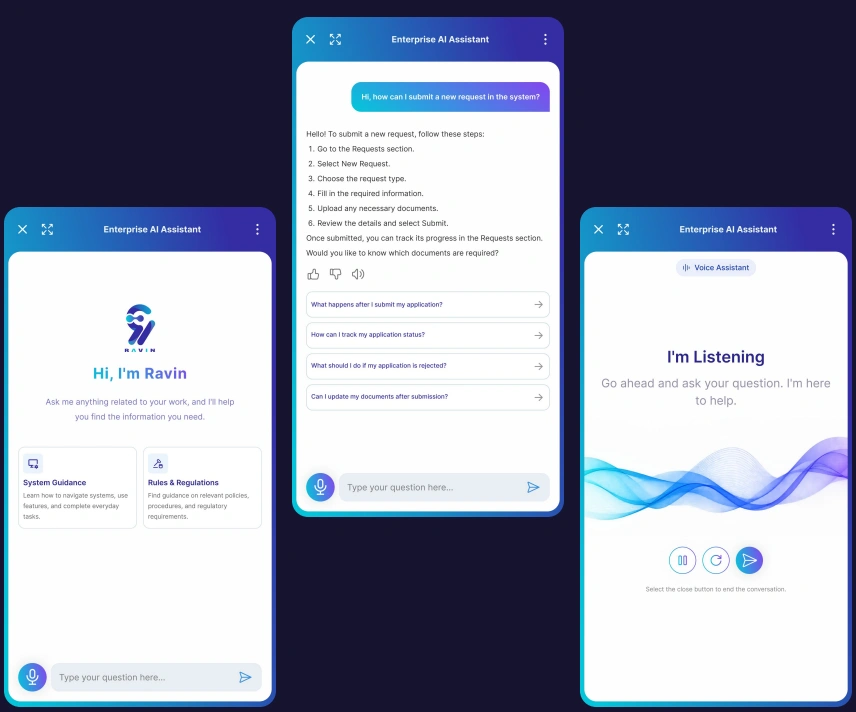 Enterprise AI Assistant
RAVIN
Hi, I'm Ravin
Ask me anything related to your work, and I'll help
you find the information you need.
System Guidance
Learn how to navigate systems, use
features, and complete everyday
tasks.
Rules & Regulations
Find guidance on relevant policies,
procedures, and regulatory
requirements.
Type your question here...
Enterprise AI Assistant
Hi, how can I submit a new request in the system?
Hello! To submit a new request, follow these steps:
1. Go to the Requests section.
2. Select New Request.
3. Choose the request type.
4. Fill in the required information.
5. Upload any necessary documents.
6. Review the details and select Submit.
Once submitted, you can track its progress in the Requests section.
Would you like to know which documents are required?
What happens after I submit my application?
How can I track my application status?
What should I do if my application is rejected?
Can I update my documents after submission?
Type your question here...
Enterprise AI Assistant
Voice Assistant
I'm Listening
Go ahead and ask your question. I'm here
to help.
Select the close button to end the conversation.